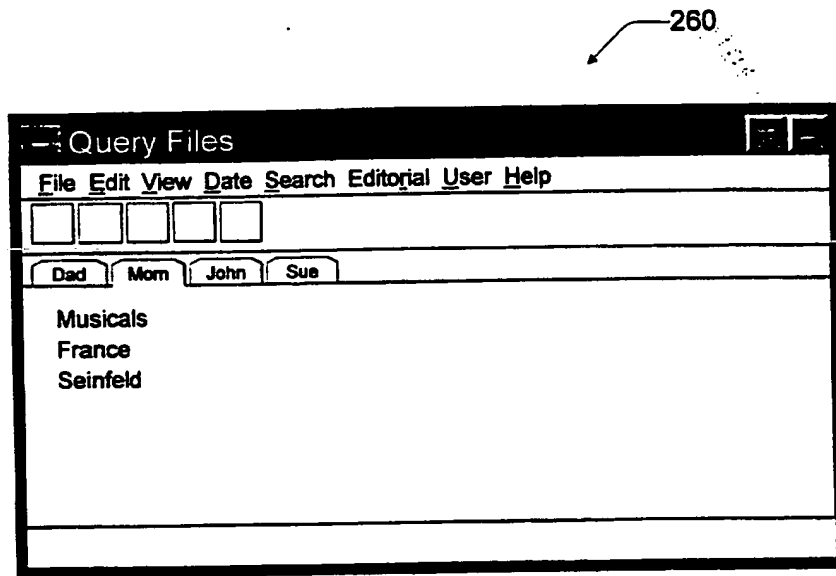 260
Query Files
File Edit View Date Search Editorial User Help
Dad Mom John Sue
Musicals
France
Seinfeld